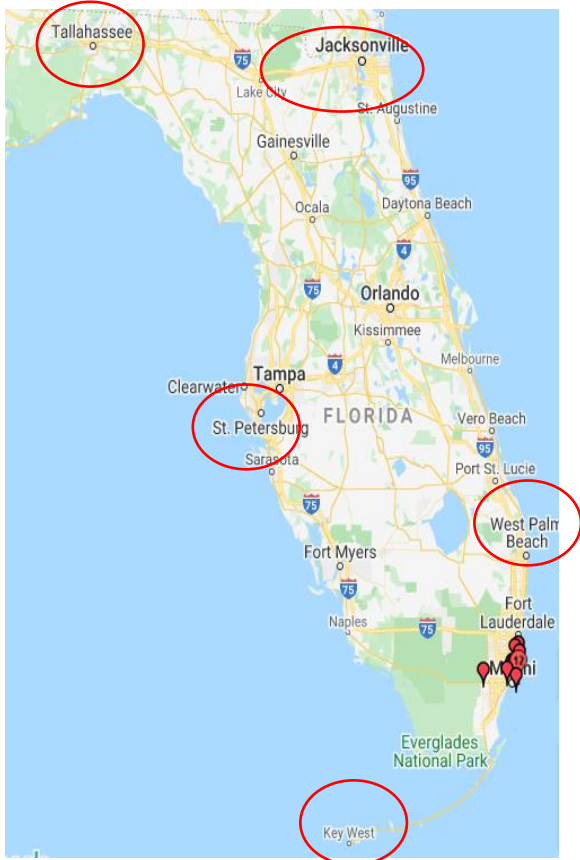 Tallahassee
Jacksonville
75
Lake City
St. Augustine
Gainesville
95
Ocala
Daytona Beach
4
75
Orlando
Kissimmee
Melbourne
4
Clearwater
Tampa
St. Petersburg
FLORIDA
Vero Beach
95
Sarasota
Port St. Lucie
75
West Palm
Beach
Fort Myers
75
Naples
75
Fort
Lauderdale
Everglades
National Park
Key West